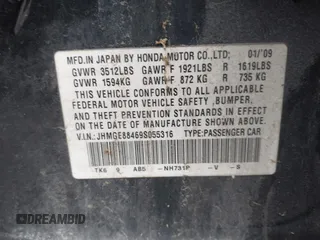 MFD.IN JAPAN BY HONDA MOTOR CO.,LTD. 01/'09
GVWR 3512LBS GAWR F 1921LBS R 1619LBS
GVWR 1594KG GAWR F 872 KG R 735 KG
THIS VEHICLE CONFORMS TO ALL APPLICABLE
FEDERAL MOTOR VEHICLE SAFETY, BUMPER,
AND THEFT PREVENTION STANDARDS IN EFFECT
ON THE DATE OF MANUFACTURE SHOWN ABOVE.
V.I.N.: JHMGE88469S055316 TYPE:PASSENGER CAR
TK6 9 AB5 -NH731P -V -S
DREAMBID